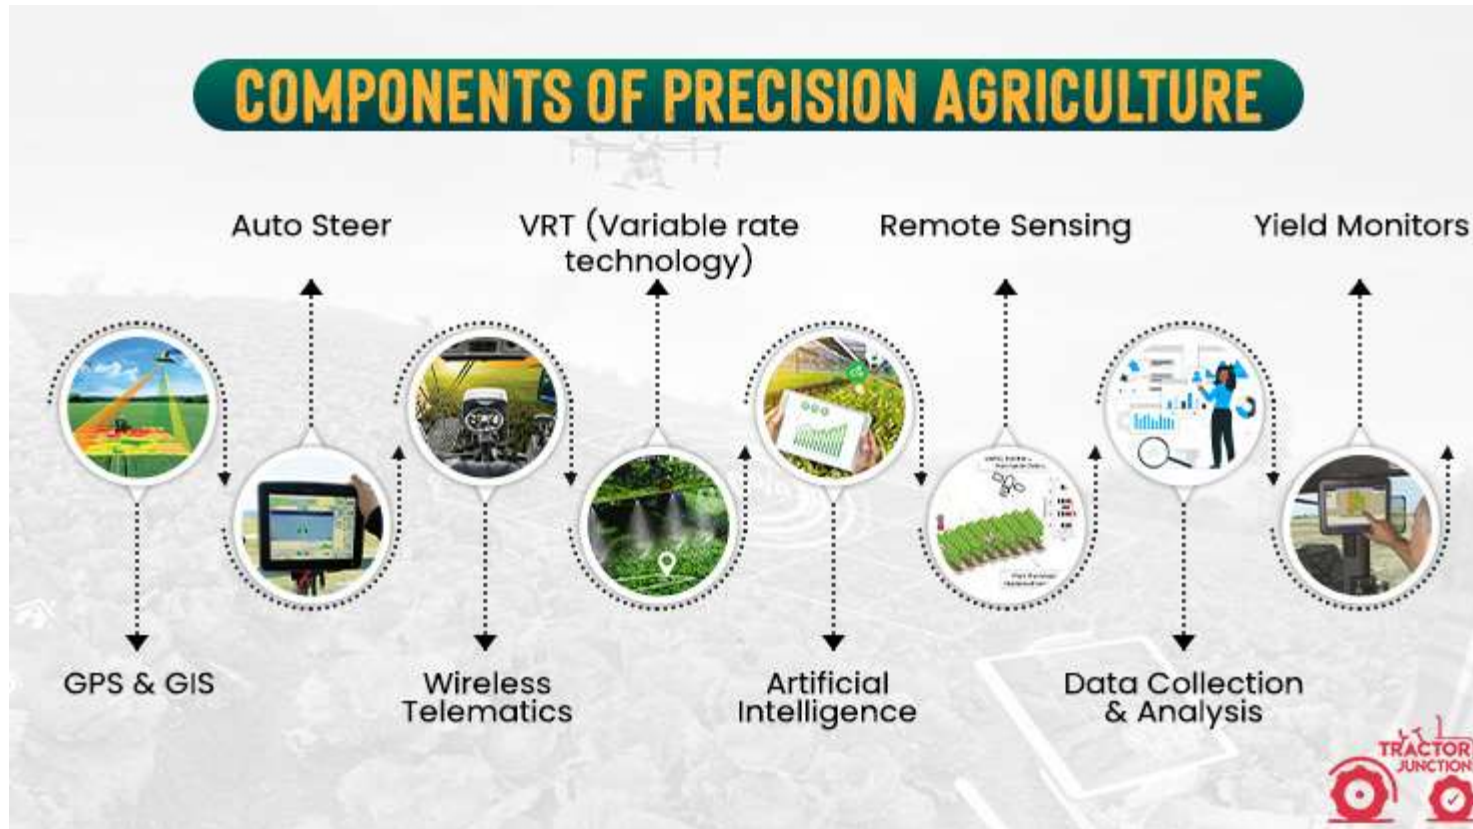 COMPONENTS OF PRECISION AGRICULTURE
Auto Steer
VRT (Variable rate
technology)
Remote Sensing
Yield Monitors
GPS & GIS
Wireless
Telematics
Artificial
Intelligence
Data Collection
& Analysis
TRACTOR
JUNCTION